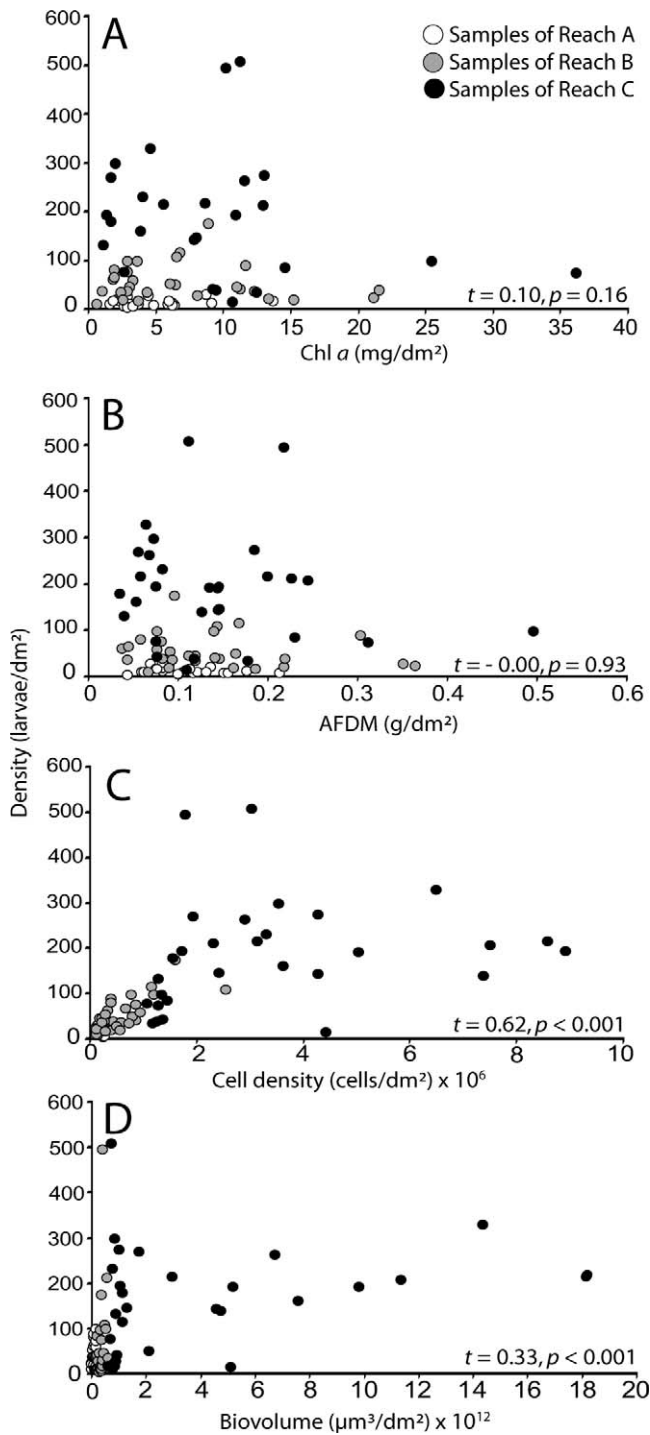 A
Samples of Reach A
Samples of Reach B
Samples of Reach C
600
500
400
300
200
100
0
0 5 10 15 20 25 30 35 40
t = 0.10, p = 0.16
Chl a (mg/dm²)
B
600
500
400
300
200
100
0
0 0.1 0.2 0.3 0.4 0.5 0.6
t = - 0.00, p = 0.93
AFDM (g/dm²)
Density (larvae/dm²)
C
600
500
400
300
200
100
0
0 2 4 6 8 10
t = 0.62, p < 0.001
Cell density (cells/dm²) x 10⁶
D
600
500
400
300
200
100
0
0 2 4 6 8 10 12 14 16 18 20
t = 0.33, p < 0.001
Biovolume (µm³/dm²) x 10¹²